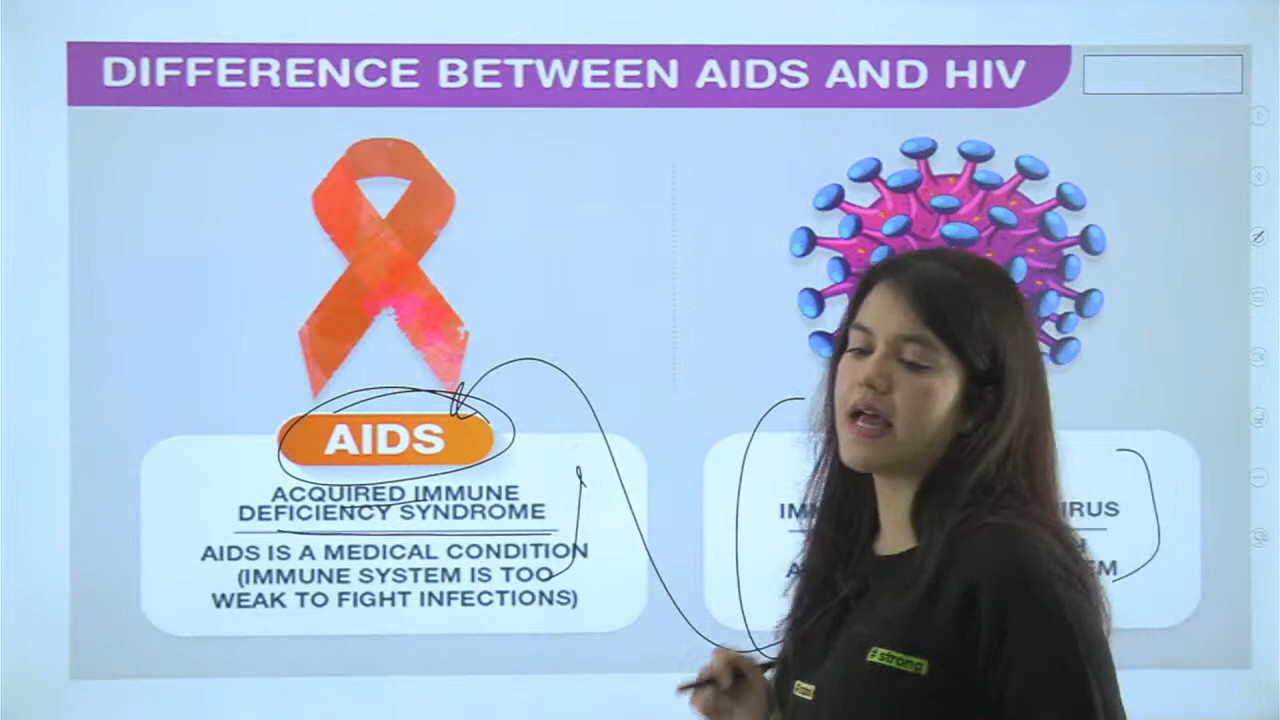 DIFFERENCE BETWEEN AIDS AND HIV
AIDS
ACQUIRED IMMUNE
DEFICIENCY SYNDROME
AIDS IS A MEDICAL CONDITION
(IMMUNE SYSTEM IS TOO
WEAK TO FIGHT INFECTIONS)
strong